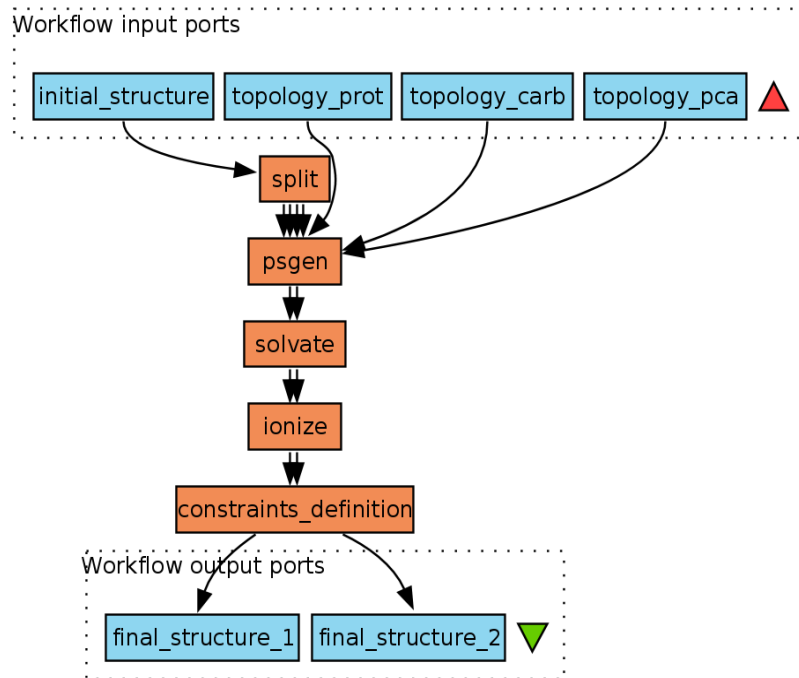 Workflow input ports
initial_structure
topology_prot
topology_carb
topology_pca
split
psgen
solvate
ionize
constraints_definition
Workflow output ports
final_structure_1
final_structure_2